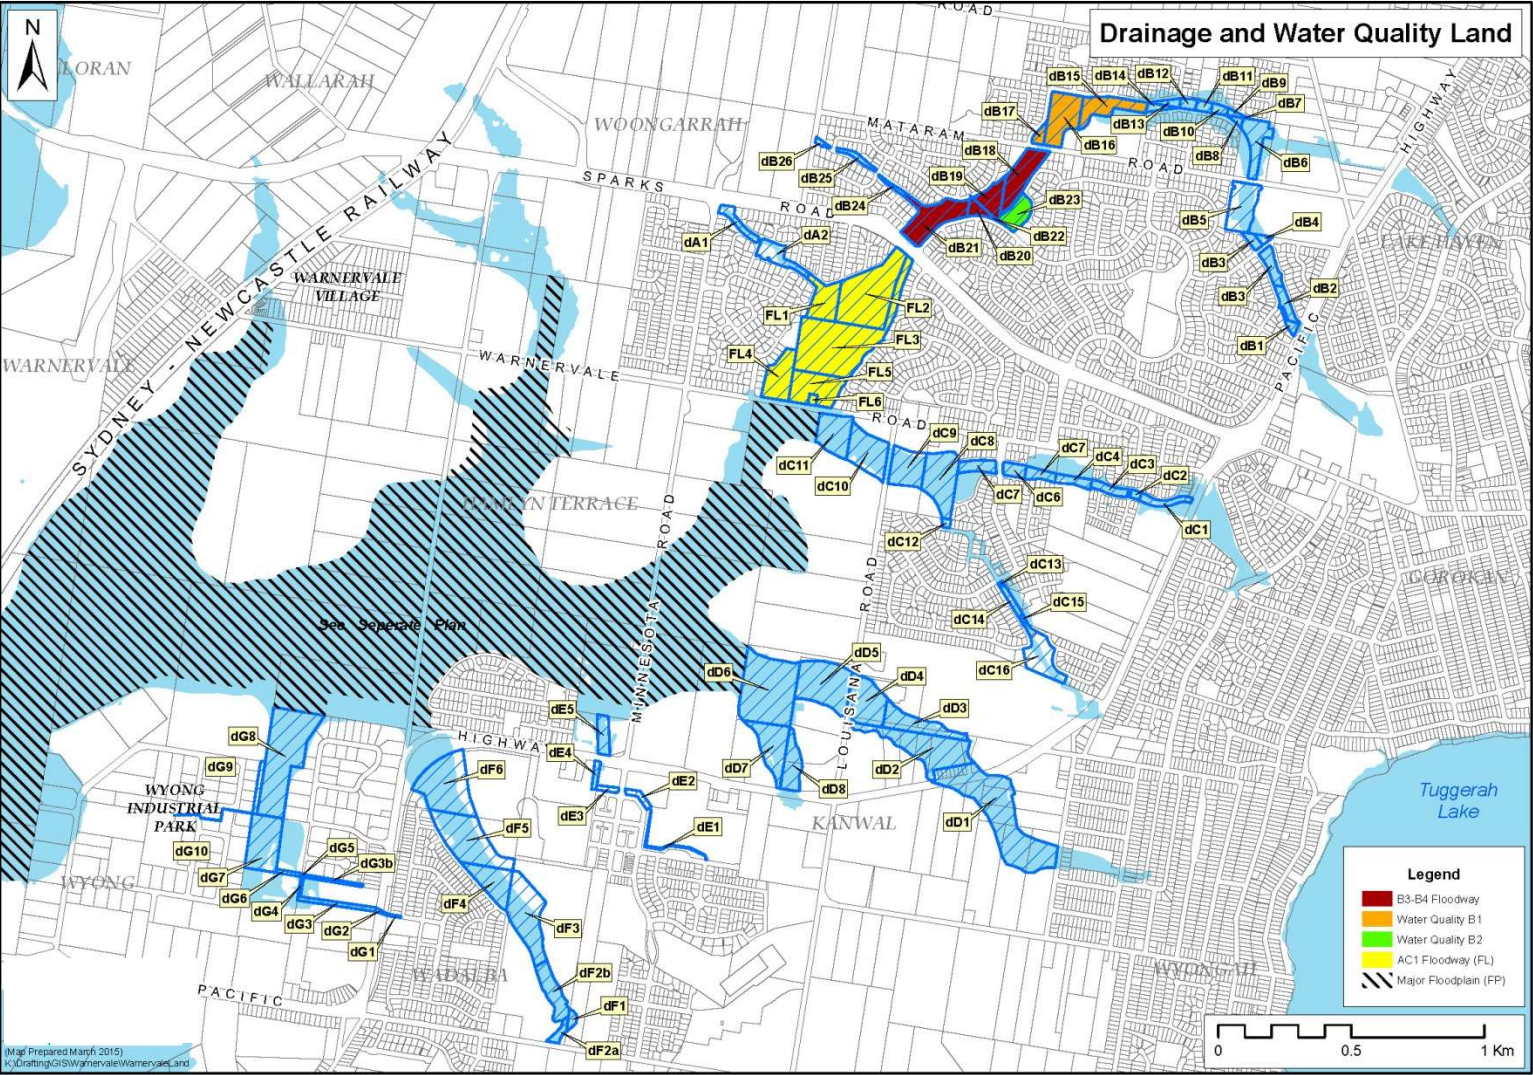 Drainage and Water Quality Land
N
ROAD
LORAN
WALLARAH
WOONGARRAH
MATARAM
ROAD
HIGHWAY
dB15
dB14
dB12
dB11
dB9
dB7
dB17
dB13
dB10
dB8
dB16
dB6
dB18
dB26
dB25
dB19
dB24
dB23
dB22
dB21
dB20
dB5
dB4
dB3
dB3
dB2
dB1
SPARKS
ROAD
dA1
dA2
LAKE HAVEN
SYDNEY - NEWCASTLE RAILWAY
WARNERVALE
VILLAGE
WARNERVALE
FL1
FL2
FL3
FL4
FL5
FL6
WARNERVALE
ROAD
PACIFIC
dC9
dC8
dC7
dC4
dC3
dC2
dC11
dC10
dC7
dC6
dC1
dC12
dC13
dC14
dC15
dC16
HAMLYN TERRACE
MINNESOTA ROAD
LOUISANA ROAD
GOROKAN
See Seperate Plan
dD6
dD5
dD4
dD3
dD7
dD8
dD2
dD1
dE5
dE4
dE3
dE2
dE1
HIGHWA
dG8
dG9
WYONG
INDUSTRIAL
PARK
dG10
dG7
dG6
dG5
dG3b
dG4
dG3
dG2
dG1
WYONG
dF6
dF5
dF4
dF3
dF2b
dF1
dF2a
KANWAL
WADALBA
WYONGAH
PACIFIC
Tuggerah
Lake
Legend
B3-B4 Floodway
Water Quality B1
Water Quality B2
AC1 Floodway (FL)
Major Floodplain (FP)
0 0.5 1 Km
(Map Prepared March 2015)
K:\Drafting\GIS\Warnervale\WarnervaleLand